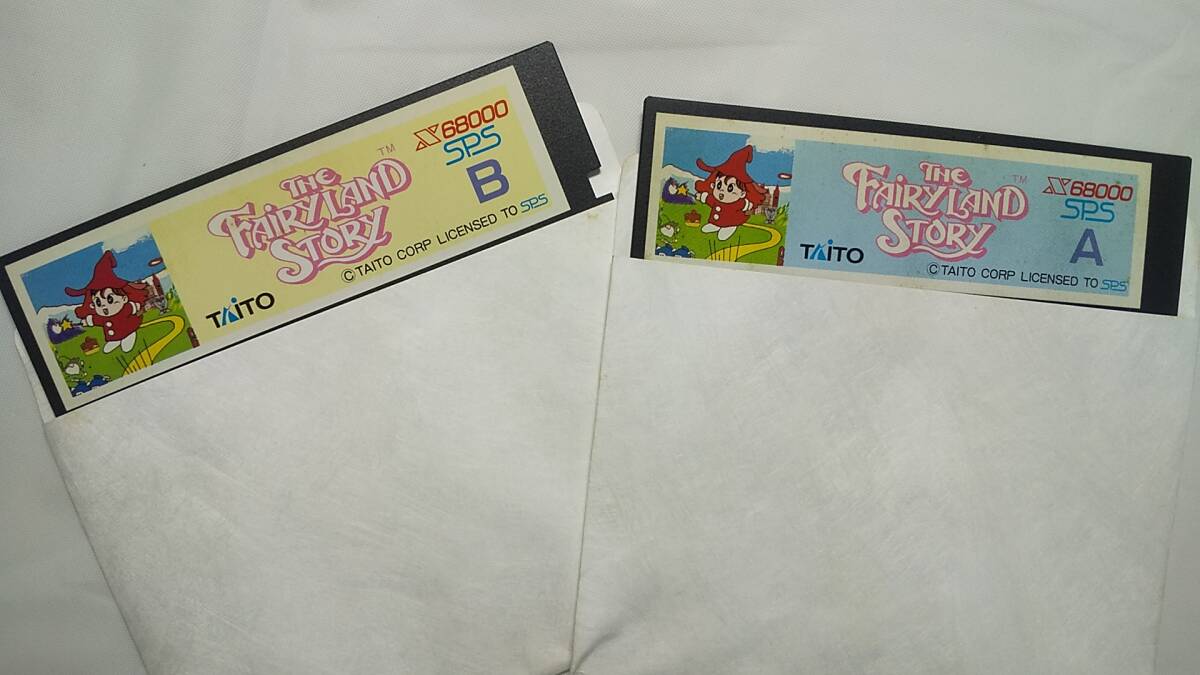 THE
FAIRYLAND
STORY
TM
X68000
SPS
B
TAITO
©TAITO CORP LICENSED TO SPS
THE
FAIRYLAND
STORY
TM
X68000
SPS
A
TAITO
©TAITO CORP LICENSED TO SPS